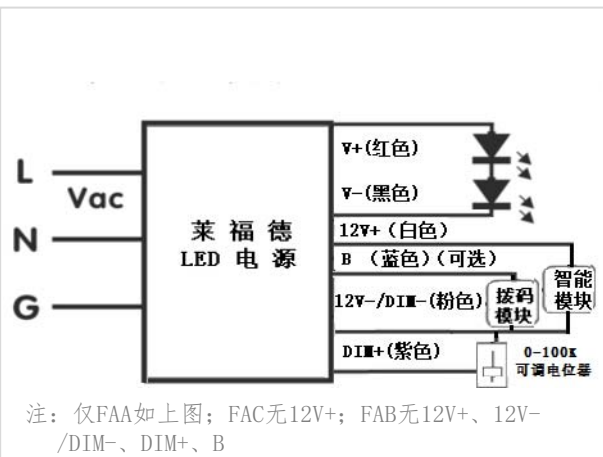 L
Vac
N
G
莱福德
LED 电源
V+(红色)
V-(黑色)
12V+(白色)
B (蓝色)(可选)
12V-/DIM-(粉色)
DIM+(紫色)
拨码
模块
智能
模块
0-100K
可调电位器
注：仅FAA如上图；FAC无12V+；FAB无12V+、12V-
/DIM-、DIM+、B